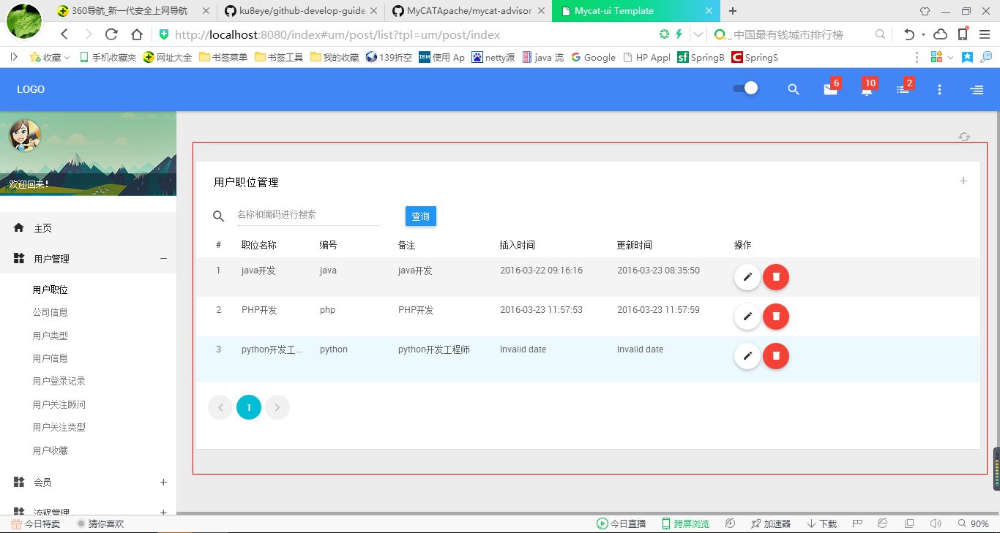 360导航_新一代安全上网导航
ku8eye/github-develop-guide
MyCATApache/mycat-advisor
Mycat-ui Template
http://localhost:8080/index#um/post/list?tpl=um/post/index
中国最有钱城市排行榜
收藏
手机收藏夹
网址大全
书签菜单
书签工具
我的收藏
139折空
IBM
使用 Ap
netty源
java 流
Google
HP Appl
sf
SpringB
C
SpringS
LOGO
6
10
2
欢迎回来!
主页
用户管理
用户职位
公司信息
用户类型
用户信息
用户登录记录
用户关注顾问
用户关注类型
用户收藏
会员
流程管理
用户职位管理
名称和编码进行搜索
查询
# 职位名称 编号 备注 插入时间 更新时间 操作
1 java开发 java java开发 2016-03-22 09:16:16 2016-03-23 08:35:50
2 PHP开发 php PHP开发 2016-03-23 11:57:53 2016-03-23 11:57:59
3 python开发工... python python开发工程师 Invalid date Invalid date
1
今日特卖
猜你喜欢
今日直播
跨屏浏览
加速器
下载
90%